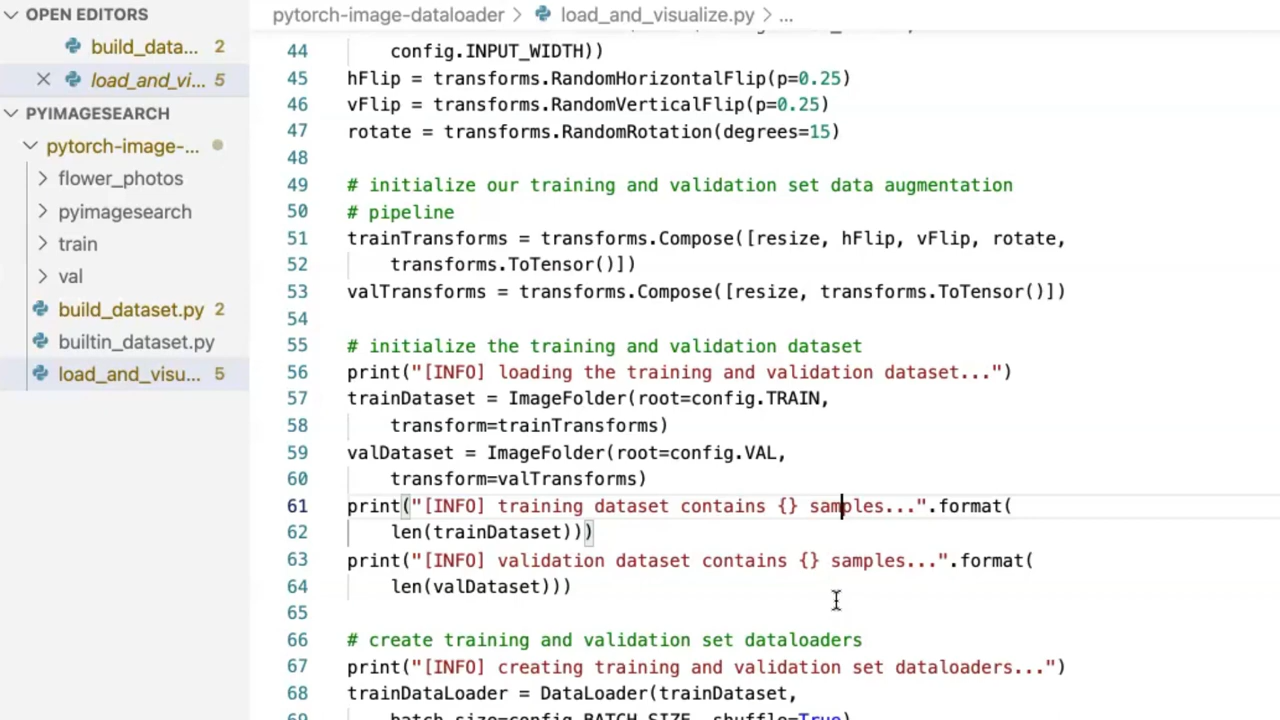 OPEN EDITORS
build_data... 2
load_and_vi... 5
PYIMAGESEARCH
pytorch-image-...
flower_photos
pyimagesearch
train
val
build_dataset.py 2
builtin_dataset.py
load_and_visu... 5
pytorch-image-dataloader > load_and_visualize.py > ...
44 config.INPUT_WIDTH))
45 hFlip = transforms.RandomHorizontalFlip(p=0.25)
46 vFlip = transforms.RandomVerticalFlip(p=0.25)
47 rotate = transforms.RandomRotation(degrees=15)
48
49 # initialize our training and validation set data augmentation
50 # pipeline
51 trainTransforms = transforms.Compose([resize, hFlip, vFlip, rotate,
52 transforms.ToTensor()])
53 valTransforms = transforms.Compose([resize, transforms.ToTensor()])
54
55 # initialize the training and validation dataset
56 print("[INFO] loading the training and validation dataset...")
57 trainDataset = ImageFolder(root=config.TRAIN,
58 transform=trainTransforms)
59 valDataset = ImageFolder(root=config.VAL,
60 transform=valTransforms)
61 print("[INFO] training dataset contains {} samples...".format(
62 len(trainDataset)))
63 print("[INFO] validation dataset contains {} samples...".format(
64 len(valDataset)))
65
66 # create training and validation set dataloaders
67 print("[INFO] creating training and validation set dataloaders...")
68 trainDataLoader = DataLoader(trainDataset,
69 batch_size=config.BATCH_SIZE, shuffle=True)